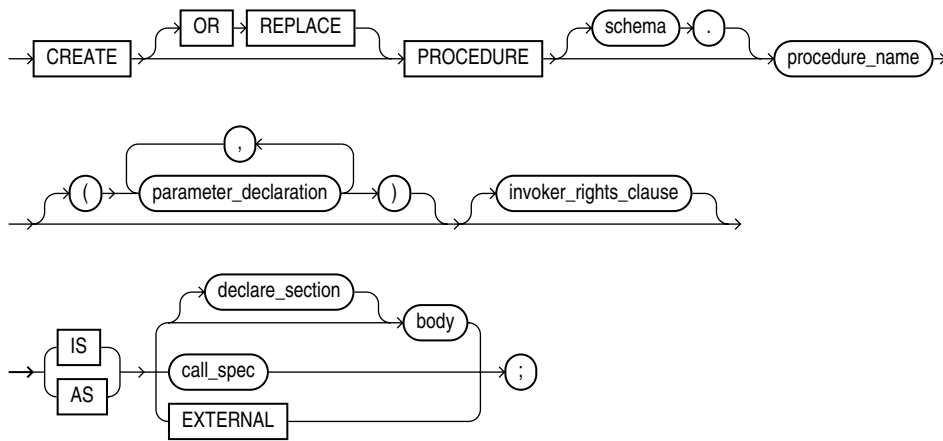 OR REPLACE schema .
CREATE PROCEDURE procedure_name
,
( parameter_declaration ) invoker_rights_clause
declare_section
IS body
call_spec ;
AS
EXTERNAL